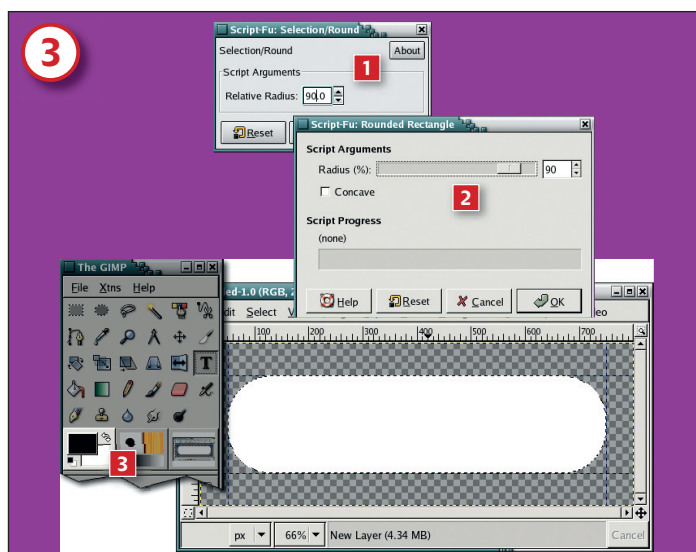 3
Script-Fu: Selection/Round
Selection/Round
About
1
Script Arguments
Relative Radius: 90.0
Reset
Script-Fu: Rounded Rectangle
Script Arguments
Radius (%): 90
Concave
2
Script Progress
(none)
Help Reset Cancel OK
The GIMP
File Xtns Help
T
3
ed-1.0 (RGB,
dit Select V
eo
100 200 300 400 500 600 700
px 66% New Layer (4.34 MB) Cancel